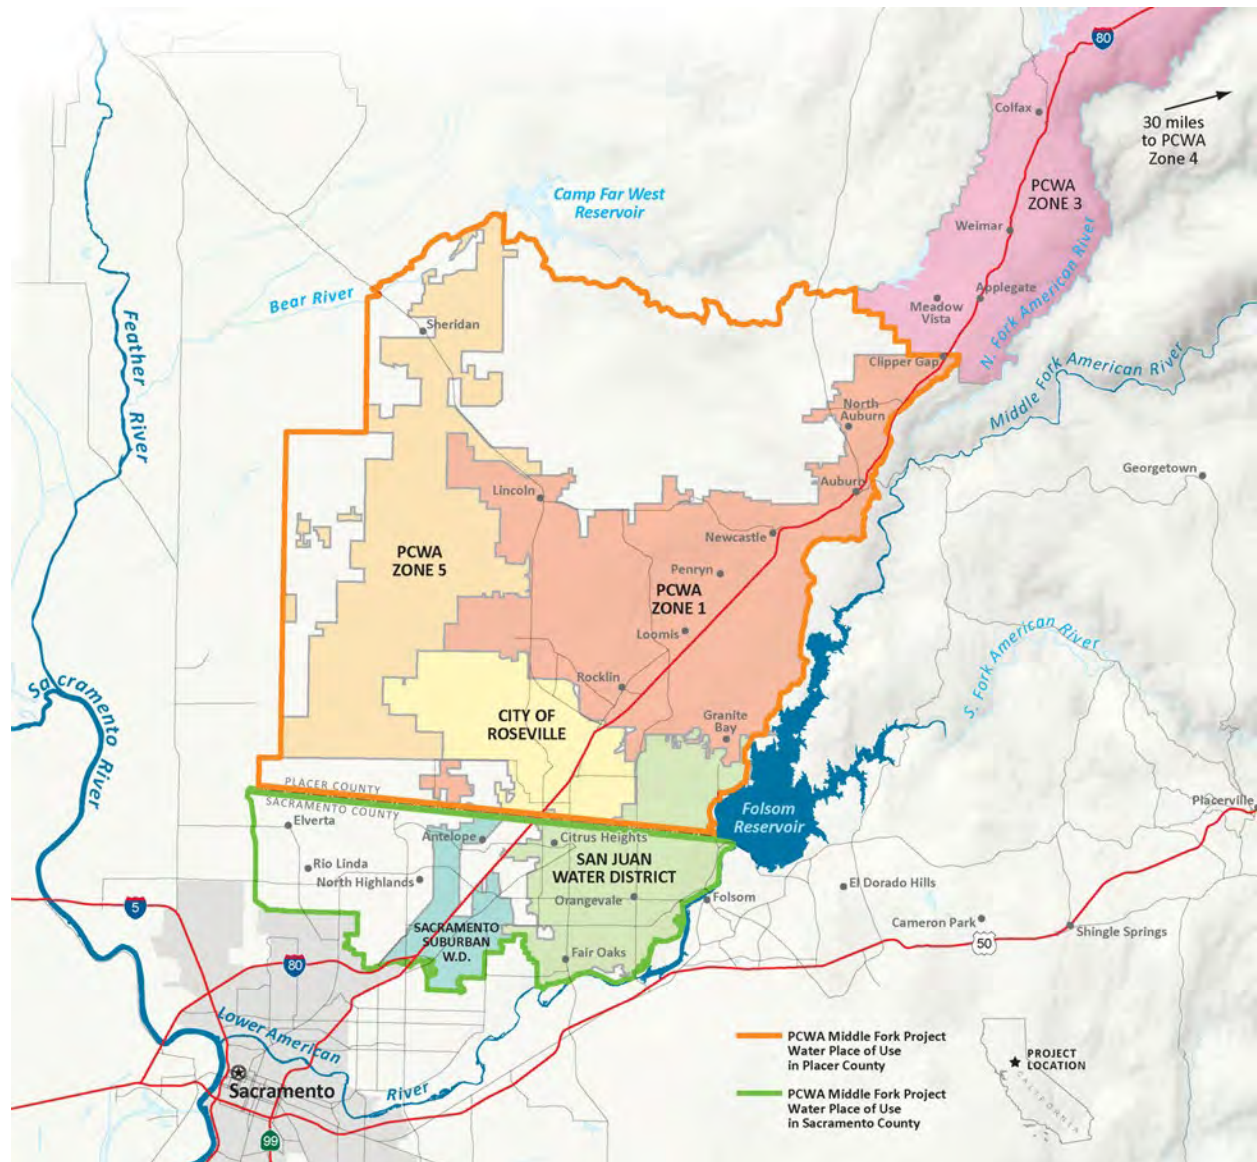 80
Colfax
30 miles
to PCWA
Zone 4
PCWA
ZONE 3
Camp Far West
Reservoir
Weimar
N. Fork American River
Bear River
Applegate
Meadow
Vista
Feather River
Sheridan
Clipper Gap
Middle Fork American River
North
Auburn
Georgetown
Lincoln
Auburn
Newcastle
PCWA
ZONE 5
Penryn
PCWA
ZONE 1
Loomis
S. Fork American River
Rocklin
Sacramento River
CITY OF
ROSEVILLE
Granite
Bay
PLACER COUNTY
SACRAMENTO COUNTY
Folsom
Reservoir
Placerville
Elverta
Antelope
Citrus Heights
SAN JUAN
WATER DISTRICT
Rio Linda
North Highlands
El Dorado Hills
Orangevale
Folsom
5
Cameron Park
50
Shingle Springs
SACRAMENTO
SUBURBAN
W.D.
Fair Oaks
80
Lower American River
PCWA Middle Fork Project
Water Place of Use
in Placer County
PROJECT
LOCATION
CALIFORNIA
Sacramento
PCWA Middle Fork Project
Water Place of Use
in Sacramento County
99